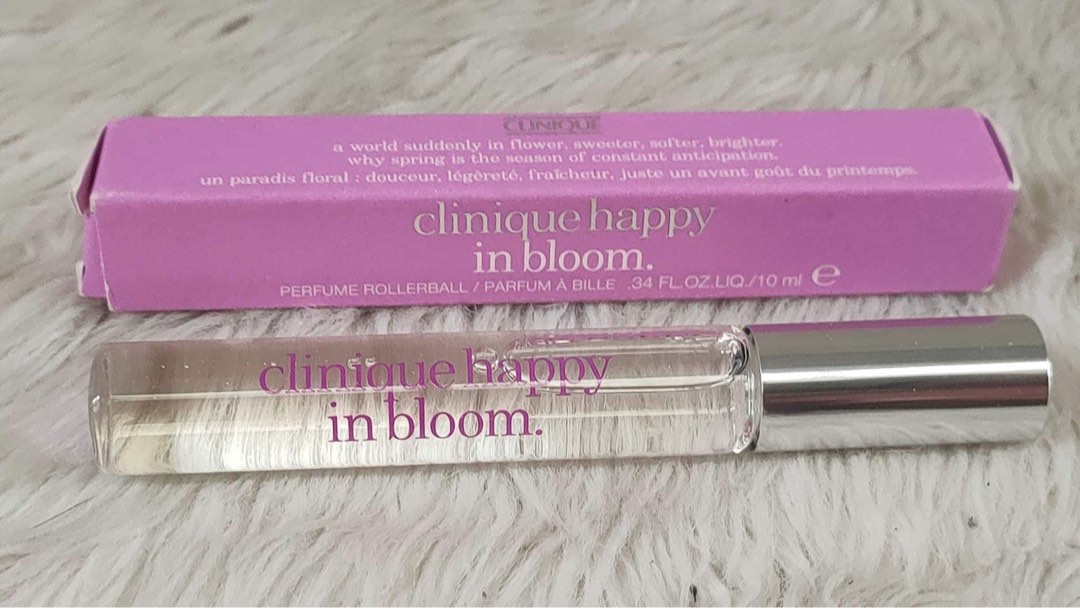 CLINIQUE
a world suddenly in flower. sweeter, softer, brighter.
why spring is the season of constant anticipation.
un paradis floral : douceur, légèreté, fraîcheur, juste un avant goût du printemps.
clinique happy
in bloom.
PERFUME ROLLERBALL / PARFUM À BILLE .34 FL.OZ.LIQ./10 ml e
clinique happy
in bloom.